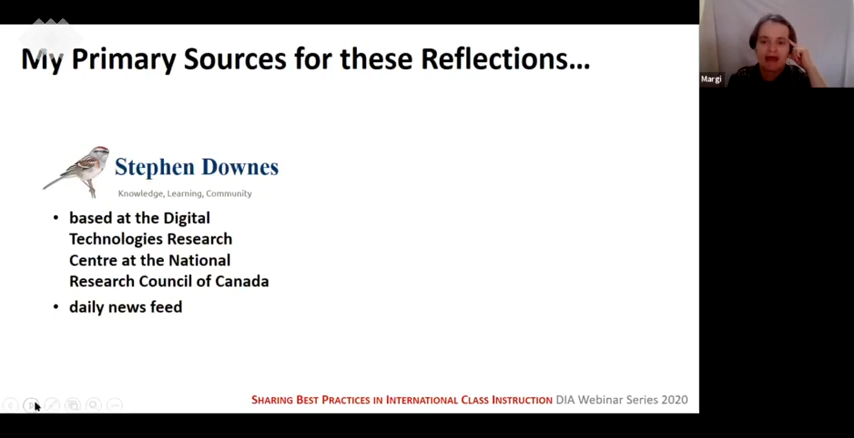 My Primary Sources for these Reflections...
Margi
Stephen Downes
Knowledge, Learning, Community
• based at the Digital
Technologies Research
Centre at the National
Research Council of Canada
• daily news feed
SHARING BEST PRACTICES IN INTERNATIONAL CLASS INSTRUCTION DIA Webinar Series 2020